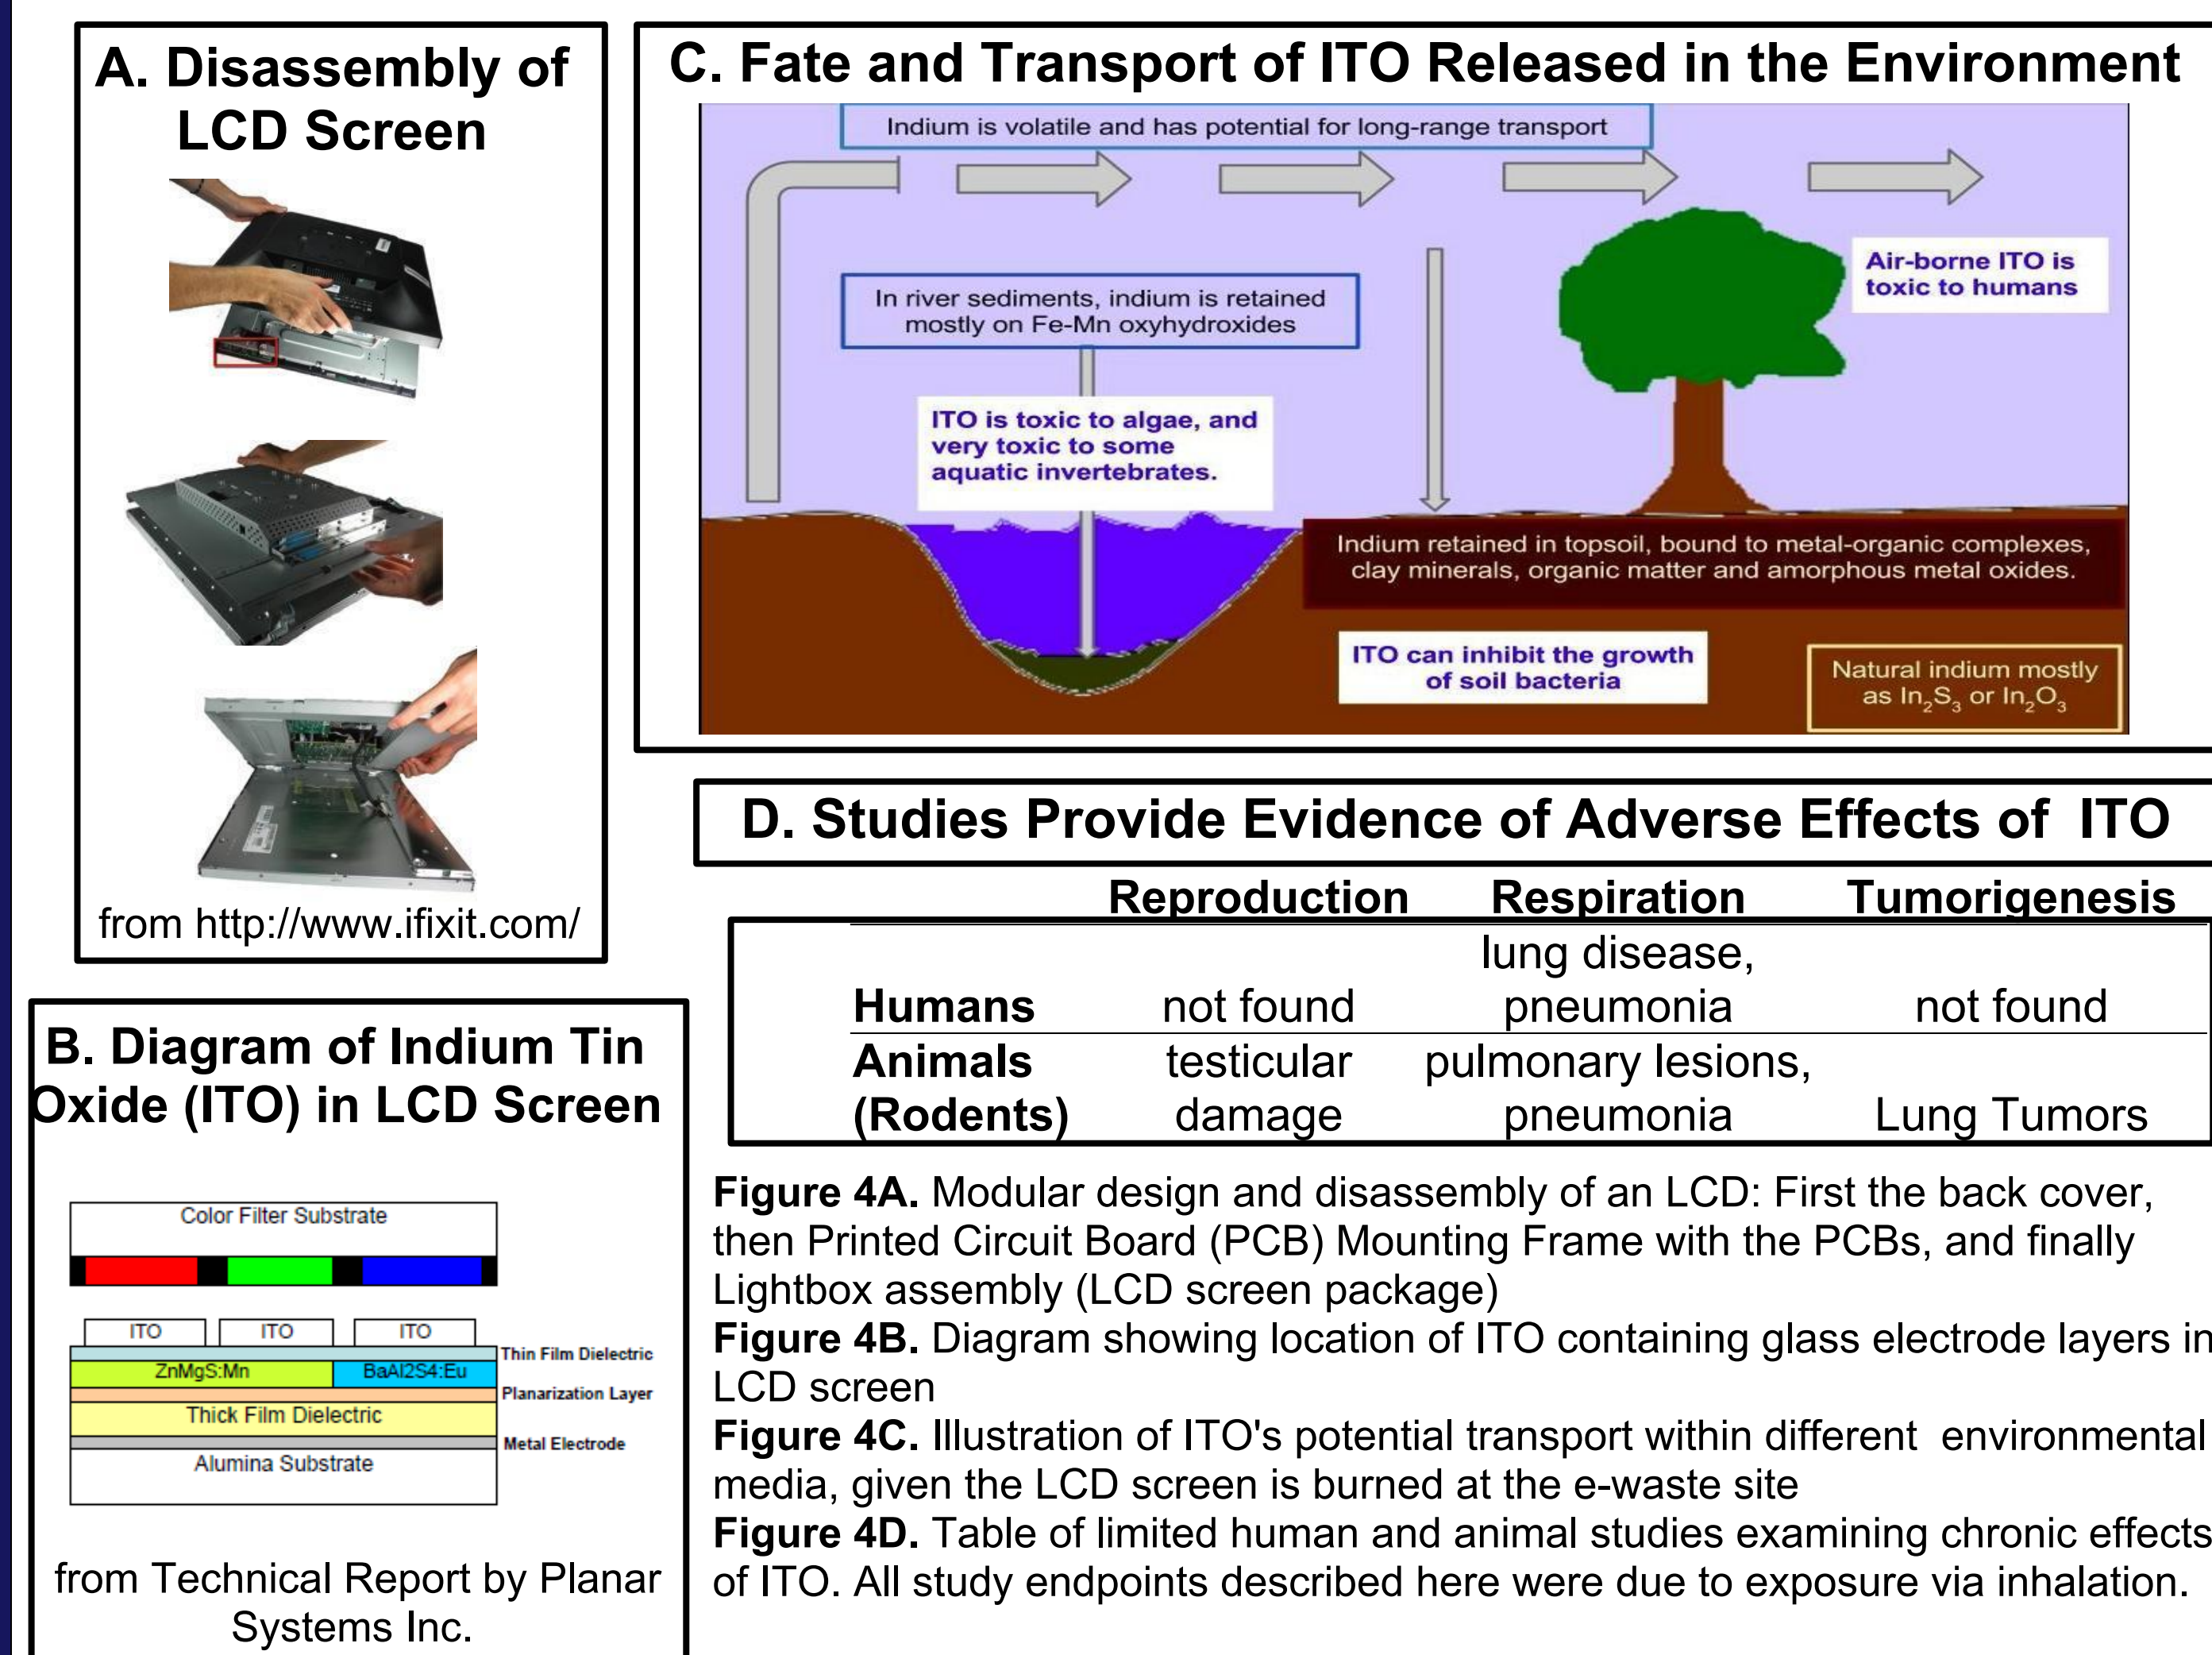 A. Disassembly of
LCD Screen
from http://www.ifixit.com/
B. Diagram of Indium Tin
Oxide (ITO) in LCD Screen
Color Filter Substrate
ITO ITO ITO
Thin Film Dielectric
ZnMgS:Mn BaAl2S4:Eu
Planarization Layer
Thick Film Dielectric
Metal Electrode
Alumina Substrate
from Technical Report by Planar
Systems Inc.
C. Fate and Transport of ITO Released in the Environment
Indium is volatile and has potential for long-range transport
Air-borne ITO is
toxic to humans
In river sediments, indium is retained
mostly on Fe-Mn oxyhydroxides
ITO is toxic to algae, and
very toxic to some
aquatic invertebrates.
Indium retained in topsoil, bound to metal-organic complexes,
clay minerals, organic matter and amorphous metal oxides.
ITO can inhibit the growth
of soil bacteria
Natural indium mostly
as In₂S₃ or In₂O₃
D. Studies Provide Evidence of Adverse Effects of ITO
Reproduction Respiration Tumorigenesis
lung disease,
Humans not found pneumonia not found
Animals testicular pulmonary lesions,
(Rodents) damage pneumonia Lung Tumors
Figure 4A. Modular design and disassembly of an LCD: First the back cover,
then Printed Circuit Board (PCB) Mounting Frame with the PCBs, and finally
Lightbox assembly (LCD screen package)
Figure 4B. Diagram showing location of ITO containing glass electrode layers in
LCD screen
Figure 4C. Illustration of ITO's potential transport within different environmental
media, given the LCD screen is burned at the e-waste site
Figure 4D. Table of limited human and animal studies examining chronic effects
of ITO. All study endpoints described here were due to exposure via inhalation.